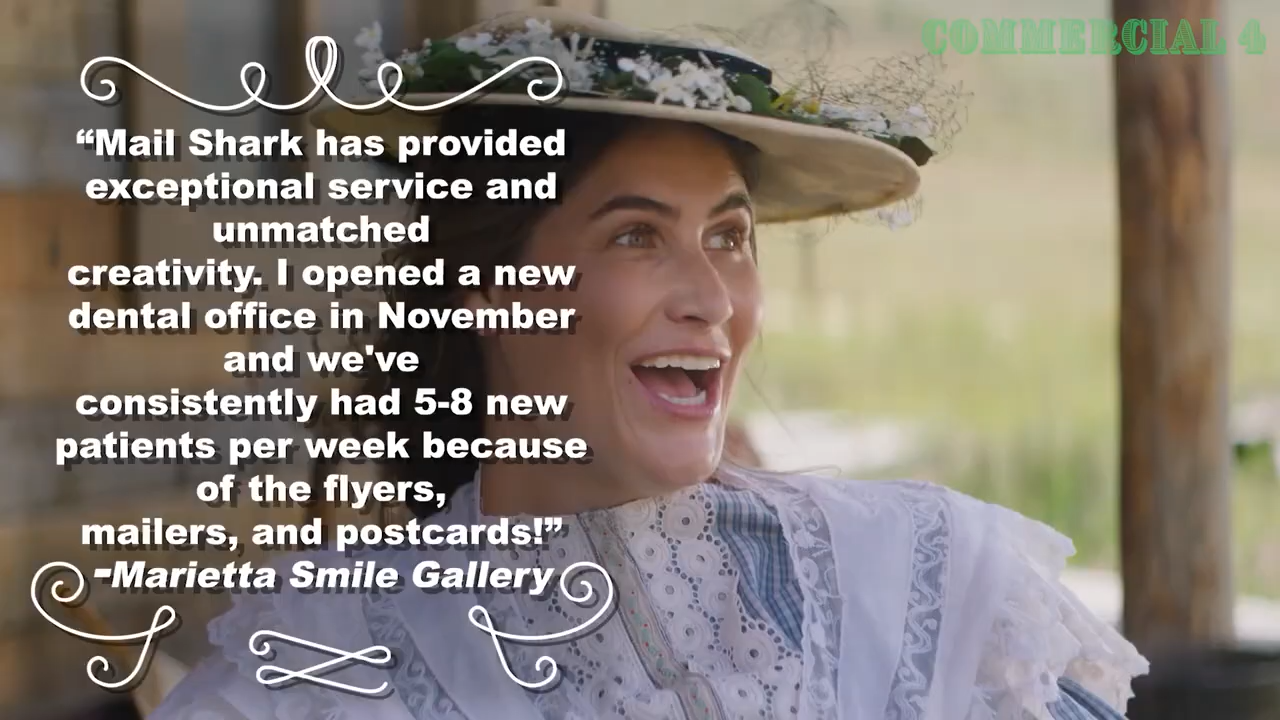 COMMERCIAL 4
“Mail Shark has provided
exceptional service and
unmatched
creativity. I opened a new
dental office in November
and we've
consistently had 5-8 new
patients per week because
of the flyers,
mailers, and postcards!”
-Marietta Smile Gallery